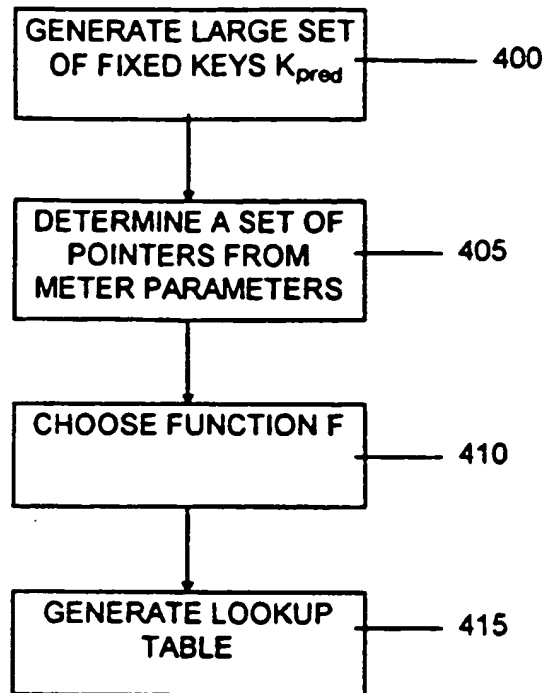 GENERATE LARGE SET
OF FIXED KEYS Kpred
400
DETERMINE A SET OF
POINTERS FROM
METER PARAMETERS
405
CHOOSE FUNCTION F
410
GENERATE LOOKUP
TABLE
415